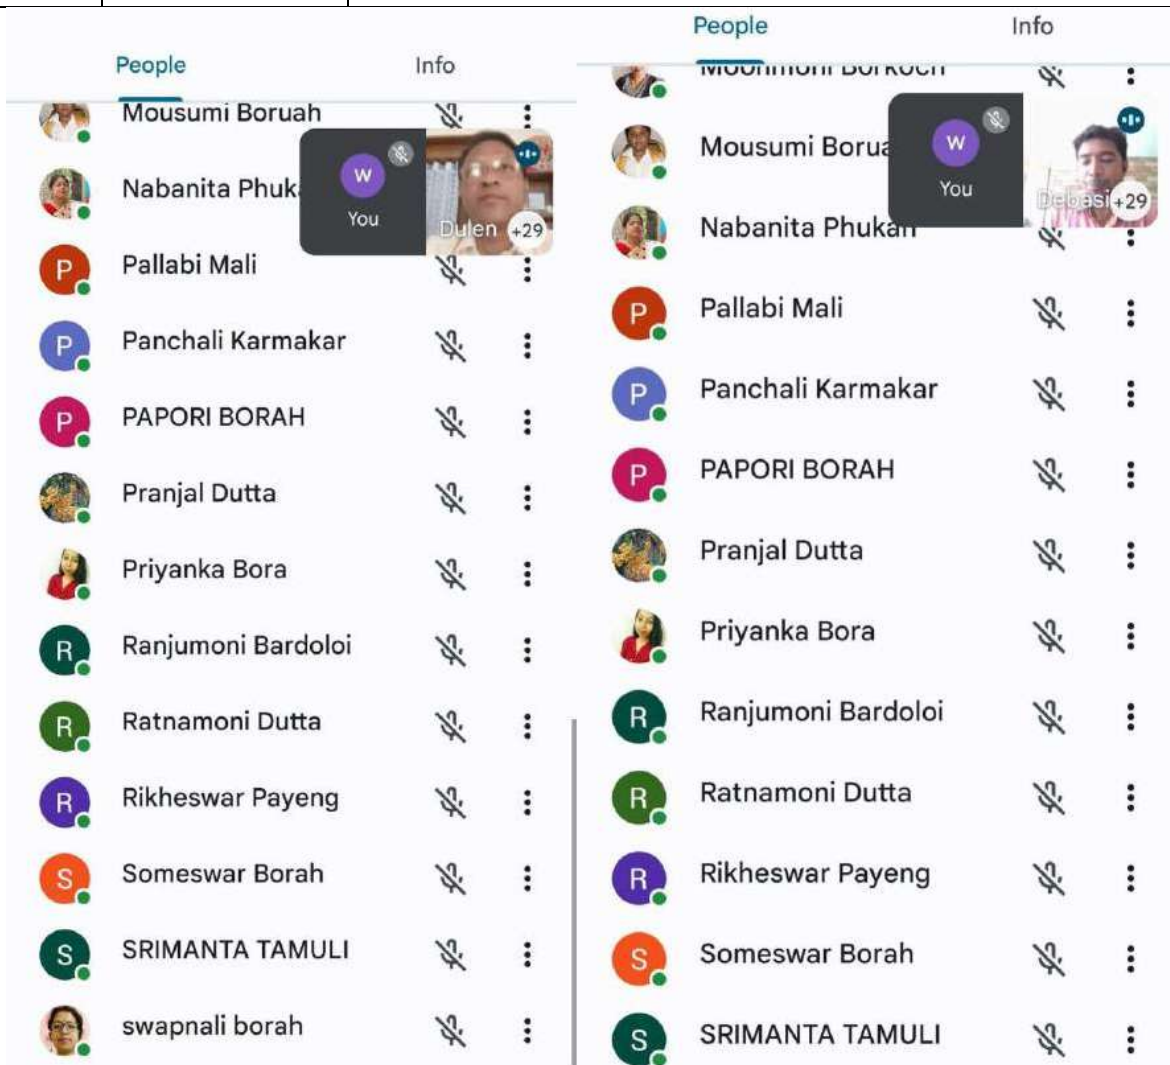 People Info
Mousumi Boruah
W
You
Dulen +29
Nabanita Phuk
P Pallabi Mali
P Panchali Karmakar
P PAPORI BORAH
Pranjal Dutta
Priyanka Bora
R Ranjumoni Bardoloi
R Ratnamoni Dutta
R Rikheswar Payeng
S Someswar Borah
S SRIMANTA TAMULI
swapnali borah
People Info
Moonmoni Borkoch
Mousumi Borua
W
You
Debasi +29
Nabanita Phukan
P Pallabi Mali
P Panchali Karmakar
P PAPORI BORAH
Pranjal Dutta
Priyanka Bora
R Ranjumoni Bardoloi
R Ratnamoni Dutta
R Rikheswar Payeng
S Someswar Borah
S SRIMANTA TAMULI